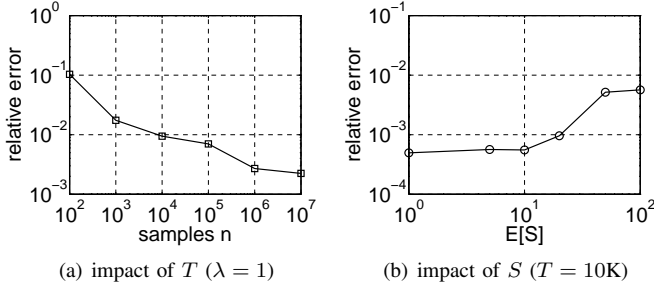 10^0
10^-1
10^-2
10^-3
relative error
10^2 10^3 10^4 10^5 10^6 10^7
samples n
(a) impact of T (λ = 1)
10^-1
10^-2
10^-3
10^-4
relative error
10^0 10^1 10^2
E[S]
(b) impact of S (T = 10K)